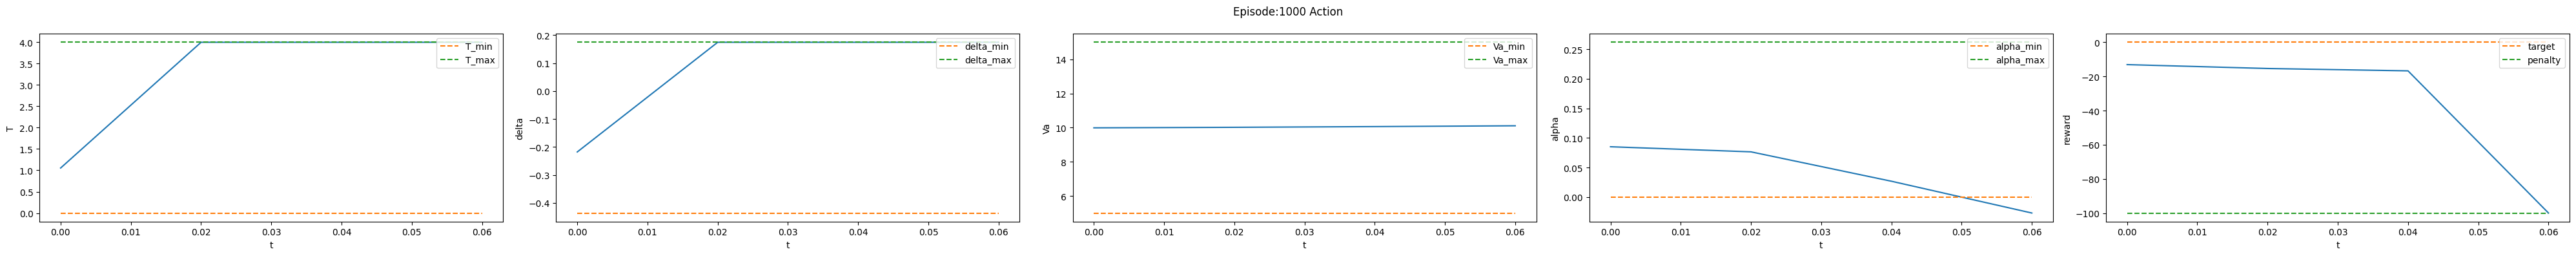 Episode:1000 Action
T
4.0
3.5
3.0
2.5
2.0
1.5
1.0
0.5
0.0
T_min
T_max
0.00 0.01 0.02 0.03 0.04 0.05 0.06
t
delta
0.2
0.1
0.0
−0.1
−0.2
−0.3
−0.4
delta_min
delta_max
0.00 0.01 0.02 0.03 0.04 0.05 0.06
t
Va
14
12
10
8
6
Va_min
Va_max
0.00 0.01 0.02 0.03 0.04 0.05 0.06
t
alpha
0.25
0.20
0.15
0.10
0.05
0.00
alpha_min
alpha_max
0.00 0.01 0.02 0.03 0.04 0.05 0.06
t
reward
0
−20
−40
−60
−80
−100
target
penalty
0.00 0.01 0.02 0.03 0.04 0.05 0.06
t